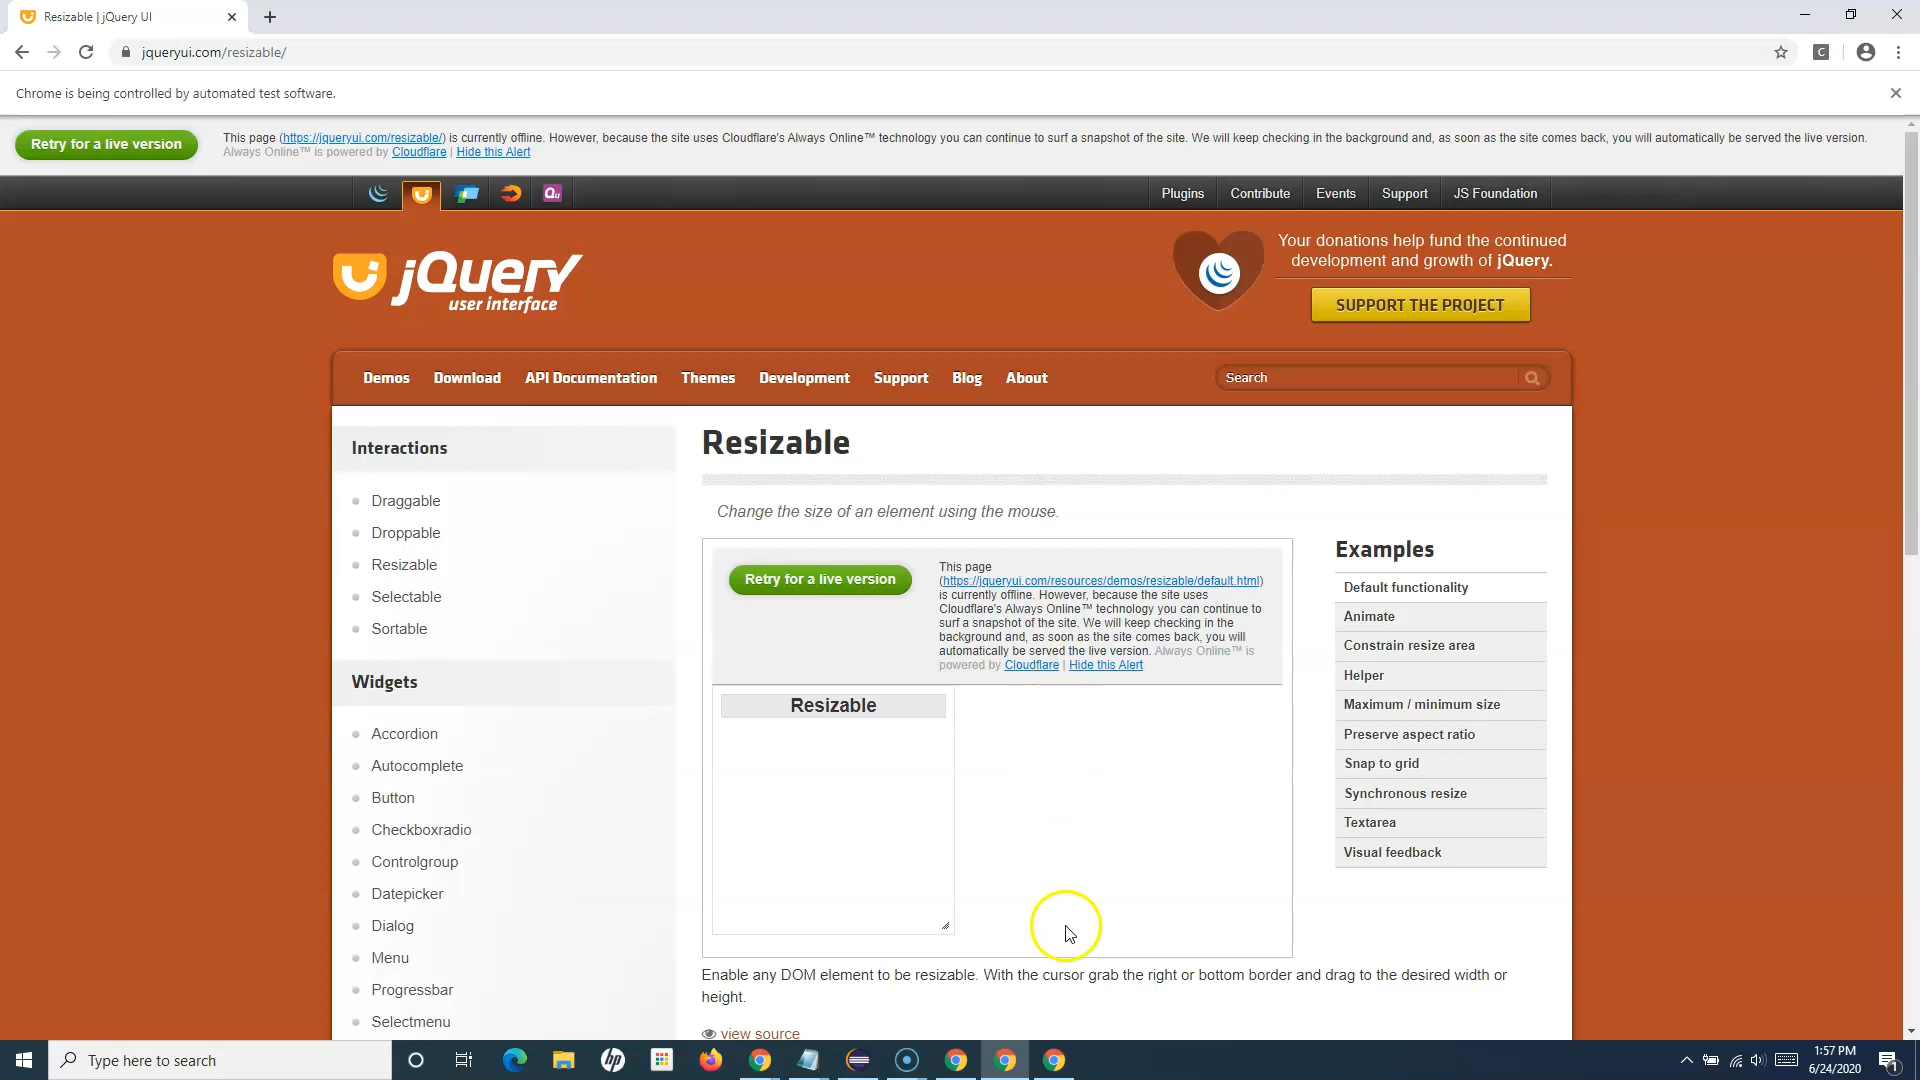 Resizable | jQuery UI
jqueryui.com/resizable/
C
Chrome is being controlled by automated test software.
Retry for a live version
This page (https://jqueryui.com/resizable/) is currently offline. However, because the site uses Cloudflare's Always Online™ technology you can continue to surf a snapshot of the site. We will keep checking in the background and, as soon as the site comes back, you will automatically be served the live version.
Always Online™ is powered by Cloudflare | Hide this Alert
Qu
Plugins
Contribute
Events
Support
JS Foundation
jQuery
user interface
Your donations help fund the continued
development and growth of jQuery.
SUPPORT THE PROJECT
Demos
Download
API Documentation
Themes
Development
Support
Blog
About
Search
Interactions
Draggable
Droppable
Resizable
Selectable
Sortable
Widgets
Accordion
Autocomplete
Button
Checkboxradio
Controlgroup
Datepicker
Dialog
Menu
Progressbar
Selectmenu
Resizable
Change the size of an element using the mouse.
Retry for a live version
This page
(https://jqueryui.com/resources/demos/resizable/default.html)
is currently offline. However, because the site uses
Cloudflare's Always Online™ technology you can continue to
surf a snapshot of the site. We will keep checking in the
background and, as soon as the site comes back, you will
automatically be served the live version. Always Online™ is
powered by Cloudflare | Hide this Alert
Resizable
Enable any DOM element to be resizable. With the cursor grab the right or bottom border and drag to the desired width or
height.
view source
Examples
Default functionality
Animate
Constrain resize area
Helper
Maximum / minimum size
Preserve aspect ratio
Snap to grid
Synchronous resize
Textarea
Visual feedback
Type here to search
hp
1:57 PM
6/24/2020
1